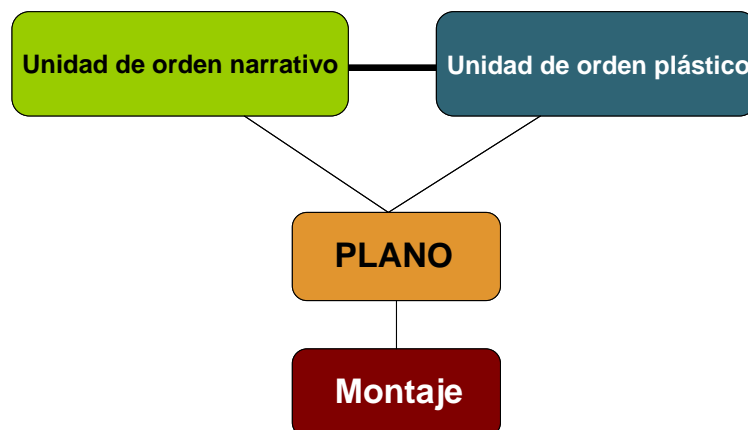 Unidad de orden narrativo
Unidad de orden plástico
PLANO
Montaje